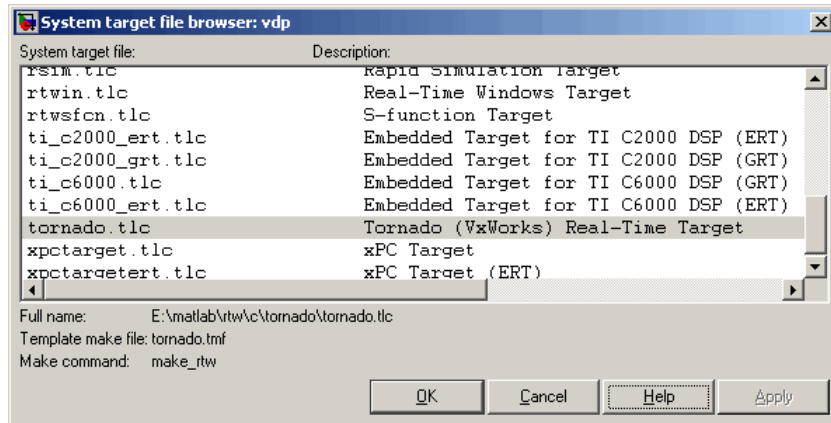 System target file browser: vdp
System target file: Description:
rsim.tlc Rapid Simulation Target
rtwin.tlc Real-Time Windows Target
rtwsfcn.tlc S-function Target
ti_c2000_ert.tlc Embedded Target for TI C2000 DSP (ERT)
ti_c2000_grt.tlc Embedded Target for TI C2000 DSP (GRT)
ti_c6000.tlc Embedded Target for TI C6000 DSP (GRT)
ti_c6000_ert.tlc Embedded Target for TI C6000 DSP (ERT)
tornado.tlc Tornado (VxWorks) Real-Time Target
xpctarget.tlc xPC Target
xpctargetert.tlc xPC Target (ERT)
Full name: E:\matlab\rtw\c\tornado\tornado.tlc
Template make file: tornado.tmf
Make command: make_rtw
OK Cancel Help Apply